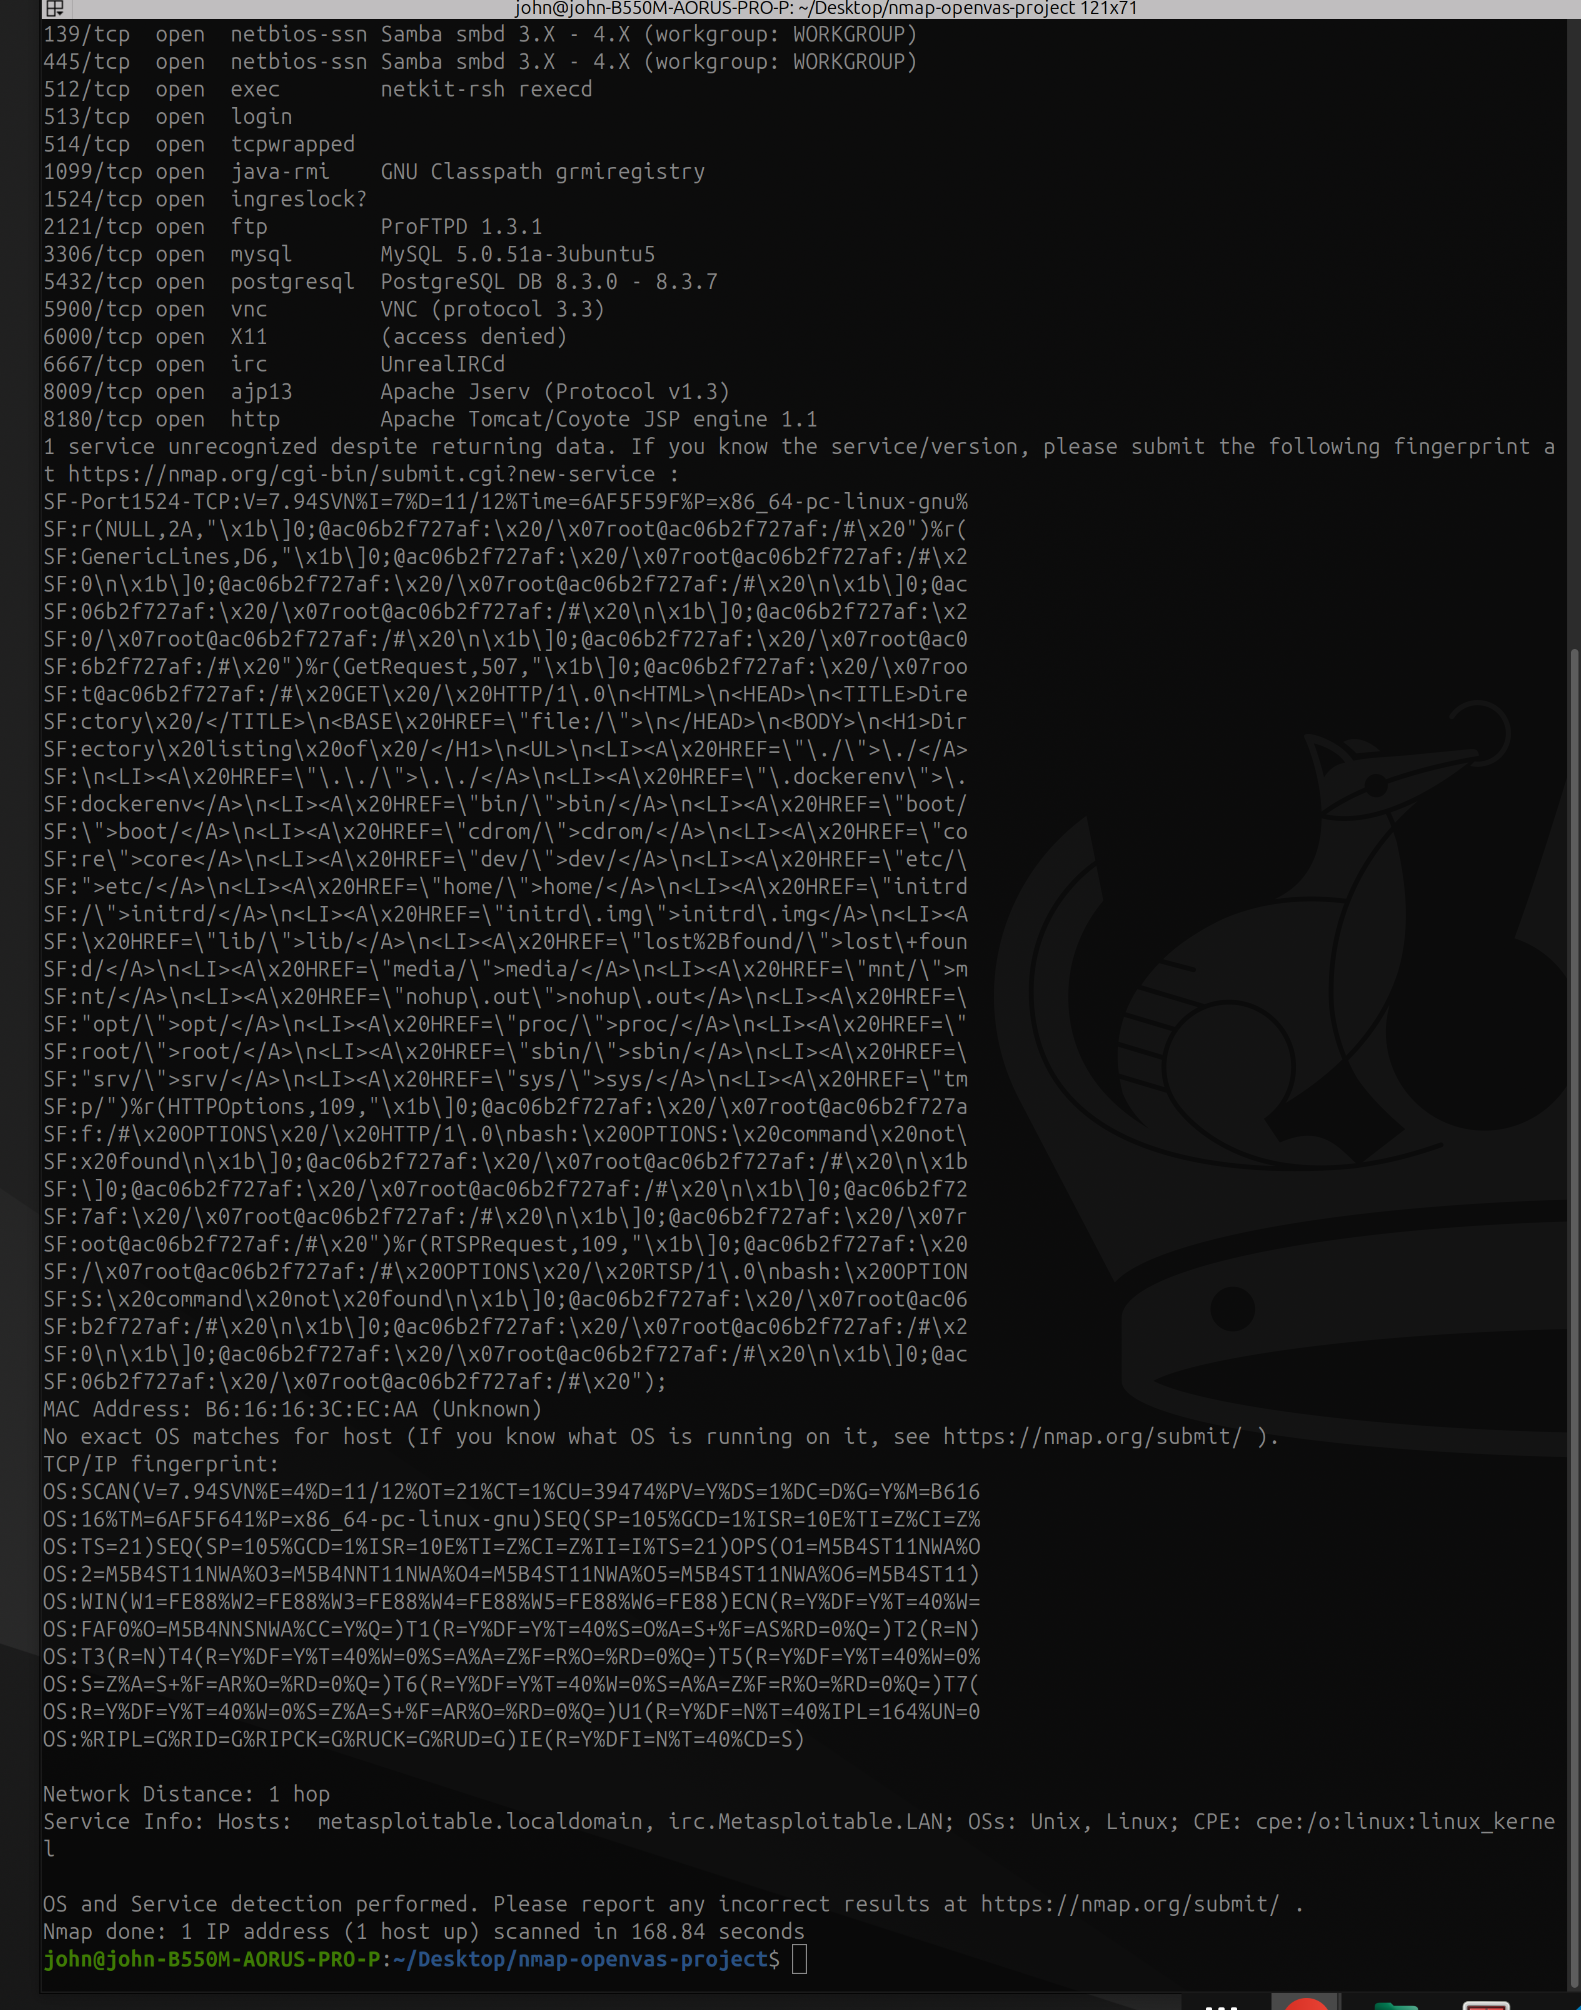 john@john-B550M-AORUS-PRO-P: ~/Desktop/nmap-openvas-project 121x71
139/tcp  open  netbios-ssn Samba smbd 3.X - 4.X (workgroup: WORKGROUP)
445/tcp  open  netbios-ssn Samba smbd 3.X - 4.X (workgroup: WORKGROUP)
512/tcp  open  exec        netkit-rsh rexecd
513/tcp  open  login
514/tcp  open  tcpwrapped
1099/tcp open  java-rmi    GNU Classpath grmiregistry
1524/tcp open  ingreslock?
2121/tcp open  ftp         ProFTPD 1.3.1
3306/tcp open  mysql       MySQL 5.0.51a-3ubuntu5
5432/tcp open  postgresql  PostgreSQL DB 8.3.0 - 8.3.7
5900/tcp open  vnc         VNC (protocol 3.3)
6000/tcp open  X11         (access denied)
6667/tcp open  irc         UnrealIRCd
8009/tcp open  ajp13       Apache Jserv (Protocol v1.3)
8180/tcp open  http        Apache Tomcat/Coyote JSP engine 1.1
1 service unrecognized despite returning data. If you know the service/version, please submit the following fingerprint a
t https://nmap.org/cgi-bin/submit.cgi?new-service :
SF-Port1524-TCP:V=7.94SVN%I=7%D=11/12%Time=6AF5F59F%P=x86_64-pc-linux-gnu%
SF:r(NULL,2A,"\x1b\]0;@ac06b2f727af:\x20/\x07root@ac06b2f727af:/#\x20")%r(
SF:GenericLines,D6,"\x1b\]0;@ac06b2f727af:\x20/\x07root@ac06b2f727af:/#\x2
SF:0\n\x1b\]0;@ac06b2f727af:\x20/\x07root@ac06b2f727af:/#\x20\n\x1b\]0;@ac
SF:06b2f727af:\x20/\x07root@ac06b2f727af:/#\x20\n\x1b\]0;@ac06b2f727af:\x2
SF:0/\x07root@ac06b2f727af:/#\x20\n\x1b\]0;@ac06b2f727af:\x20/\x07root@ac0
SF:6b2f727af:/#\x20")%r(GetRequest,507,"\x1b\]0;@ac06b2f727af:\x20/\x07roo
SF:t@ac06b2f727af:/#\x20GET\x20/\x20HTTP/1\.0\n<HTML>\n<HEAD>\n<TITLE>Dire
SF:ctory\x20/</TITLE>\n<BASE\x20HREF=\"file:/\">\n</HEAD>\n<BODY>\n<H1>Dir
SF:ectory\x20listing\x20of\x20/</H1>\n<UL>\n<LI><A\x20HREF=\"\./\">\./</A>
SF:\n<LI><A\x20HREF=\"\.\./\">\.\./</A>\n<LI><A\x20HREF=\"\.dockerenv\">\.
SF:dockerenv</A>\n<LI><A\x20HREF=\"bin/\">bin/</A>\n<LI><A\x20HREF=\"boot/
SF:\">boot/</A>\n<LI><A\x20HREF=\"cdrom/\">cdrom/</A>\n<LI><A\x20HREF=\"co
SF:re\">core</A>\n<LI><A\x20HREF=\"dev/\">dev/</A>\n<LI><A\x20HREF=\"etc/\
SF:">etc/</A>\n<LI><A\x20HREF=\"home/\">home/</A>\n<LI><A\x20HREF=\"initrd
SF:/\">initrd/</A>\n<LI><A\x20HREF=\"initrd\.img\">initrd\.img</A>\n<LI><A
SF:\x20HREF=\"lib/\">lib/</A>\n<LI><A\x20HREF=\"lost%2Bfound/\">lost\+foun
SF:d/</A>\n<LI><A\x20HREF=\"media/\">media/</A>\n<LI><A\x20HREF=\"mnt/\">m
SF:nt/</A>\n<LI><A\x20HREF=\"nohup\.out\">nohup\.out</A>\n<LI><A\x20HREF=\
SF:"opt/\">opt/</A>\n<LI><A\x20HREF=\"proc/\">proc/</A>\n<LI><A\x20HREF=\"
SF:root/\">root/</A>\n<LI><A\x20HREF=\"sbin/\">sbin/</A>\n<LI><A\x20HREF=\
SF:"srv/\">srv/</A>\n<LI><A\x20HREF=\"sys/\">sys/</A>\n<LI><A\x20HREF=\"tm
SF:p/")%r(HTTPOptions,109,"\x1b\]0;@ac06b2f727af:\x20/\x07root@ac06b2f727a
SF:f:/#\x20OPTIONS\x20/\x20HTTP/1\.0\nbash:\x20OPTIONS:\x20command\x20not\
SF:x20found\n\x1b\]0;@ac06b2f727af:\x20/\x07root@ac06b2f727af:/#\x20\n\x1b
SF:\]0;@ac06b2f727af:\x20/\x07root@ac06b2f727af:/#\x20\n\x1b\]0;@ac06b2f72
SF:7af:\x20/\x07root@ac06b2f727af:/#\x20\n\x1b\]0;@ac06b2f727af:\x20/\x07r
SF:oot@ac06b2f727af:/#\x20")%r(RTSPRequest,109,"\x1b\]0;@ac06b2f727af:\x20
SF:/\x07root@ac06b2f727af:/#\x20OPTIONS\x20/\x20RTSP/1\.0\nbash:\x20OPTION
SF:S:\x20command\x20not\x20found\n\x1b\]0;@ac06b2f727af:\x20/\x07root@ac06
SF:b2f727af:/#\x20\n\x1b\]0;@ac06b2f727af:\x20/\x07root@ac06b2f727af:/#\x2
SF:0\n\x1b\]0;@ac06b2f727af:\x20/\x07root@ac06b2f727af:/#\x20\n\x1b\]0;@ac
SF:06b2f727af:\x20/\x07root@ac06b2f727af:/#\x20");
MAC Address: B6:16:16:3C:EC:AA (Unknown)
No exact OS matches for host (If you know what OS is running on it, see https://nmap.org/submit/ ).
TCP/IP fingerprint:
OS:SCAN(V=7.94SVN%E=4%D=11/12%OT=21%CT=1%CU=39474%PV=Y%DS=1%DC=D%G=Y%M=B616
OS:16%TM=6AF5F641%P=x86_64-pc-linux-gnu)SEQ(SP=105%GCD=1%ISR=10E%TI=Z%CI=Z%
OS:TS=21)SEQ(SP=105%GCD=1%ISR=10E%TI=Z%CI=Z%II=I%TS=21)OPS(O1=M5B4ST11NWA%O
OS:2=M5B4ST11NWA%O3=M5B4NNT11NWA%O4=M5B4ST11NWA%O5=M5B4ST11NWA%O6=M5B4ST11)
OS:WIN(W1=FE88%W2=FE88%W3=FE88%W4=FE88%W5=FE88%W6=FE88)ECN(R=Y%DF=Y%T=40%W=
OS:FAF0%O=M5B4NNSNWA%CC=Y%Q=)T1(R=Y%DF=Y%T=40%S=O%A=S+%F=AS%RD=0%Q=)T2(R=N)
OS:T3(R=N)T4(R=Y%DF=Y%T=40%W=0%S=A%A=Z%F=R%O=%RD=0%Q=)T5(R=Y%DF=Y%T=40%W=0%
OS:S=Z%A=S+%F=AR%O=%RD=0%Q=)T6(R=Y%DF=Y%T=40%W=0%S=A%A=Z%F=R%O=%RD=0%Q=)T7(
OS:R=Y%DF=Y%T=40%W=0%S=Z%A=S+%F=AR%O=%RD=0%Q=)U1(R=Y%DF=N%T=40%IPL=164%UN=0
OS:%RIPL=G%RID=G%RIPCK=G%RUCK=G%RUD=G)IE(R=Y%DFI=N%T=40%CD=S)
Network Distance: 1 hop
Service Info: Hosts:  metasploitable.localdomain, irc.Metasploitable.LAN; OSs: Unix, Linux; CPE: cpe:/o:linux:linux_kerne
l
OS and Service detection performed. Please report any incorrect results at https://nmap.org/submit/ .
Nmap done: 1 IP address (1 host up) scanned in 168.84 seconds
john@john-B550M-AORUS-PRO-P:~/Desktop/nmap-openvas-project$